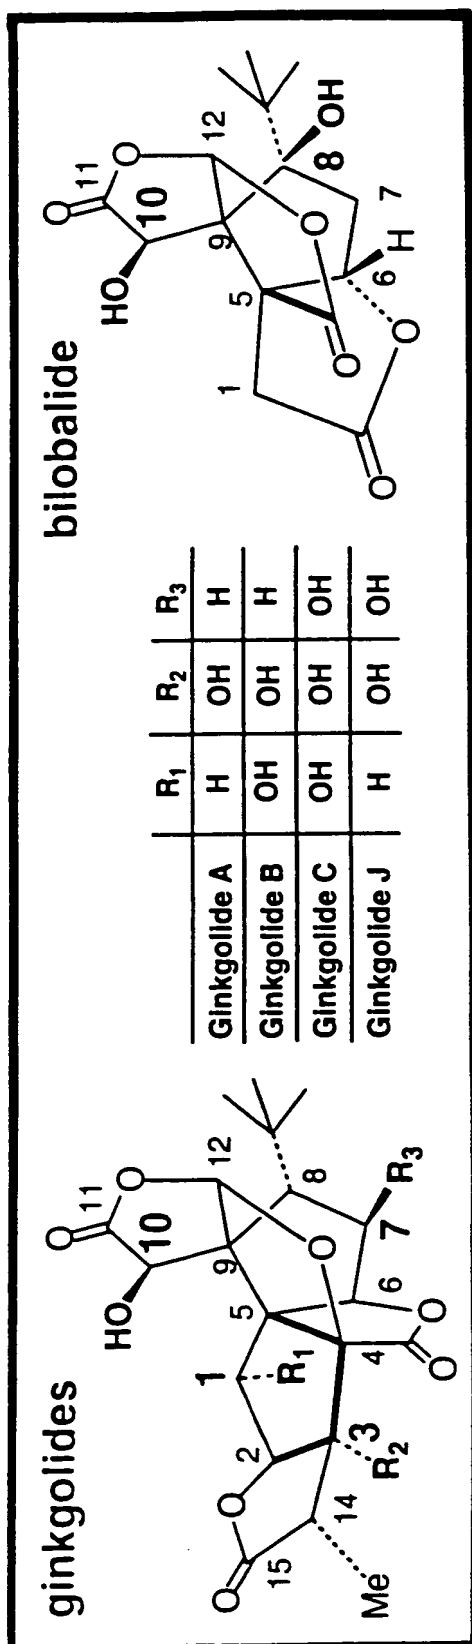 ginkgolides
O
O
11
HO
10
O
12
9
8
5
O
1
R₁
7
R₃
6
2
4
O
O
3
R₂
O
O
15
14
Me
R₁ R₂ R₃
Ginkgolide A H OH H
Ginkgolide B OH OH H
Ginkgolide C OH OH OH
Ginkgolide J H OH OH
bilobalide
O
O
11
HO
10
12
9
8
OH
O
7
5
H
6
1
O
O
O